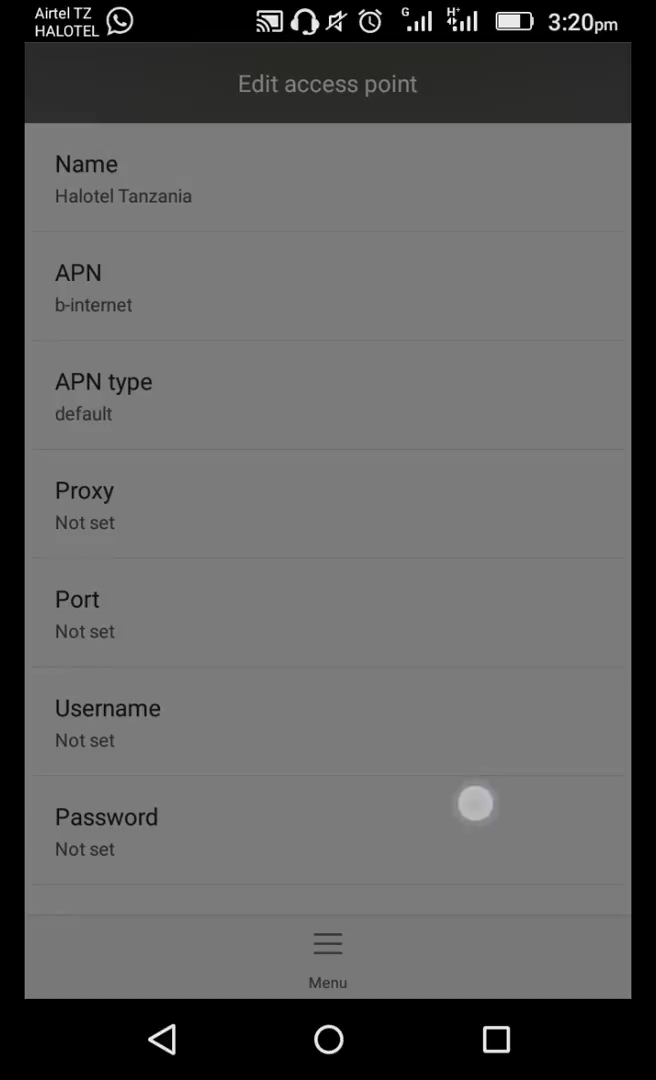 Airtel TZ
HALOTEL
G
H+
3:20pm
Edit access point
Name
Halotel Tanzania
APN
b-internet
APN type
default
Proxy
Not set
Port
Not set
Username
Not set
Password
Not set
Menu